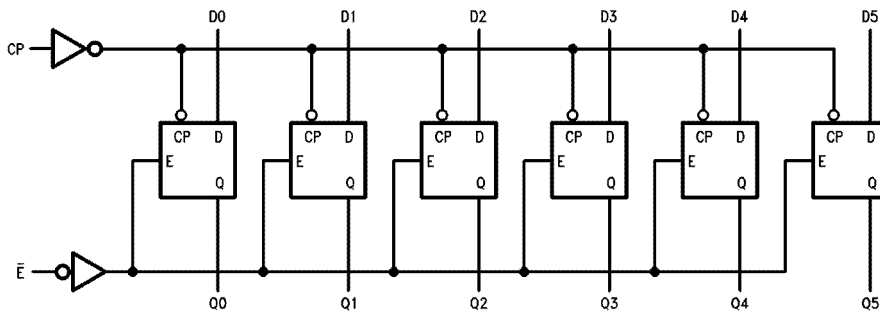 D0 D1 D2 D3 D4 D5
CP
CP D CP D CP D CP D CP D CP D
E E E E E E
Q Q Q Q Q Q
Ē
Q0 Q1 Q2 Q3 Q4 Q5